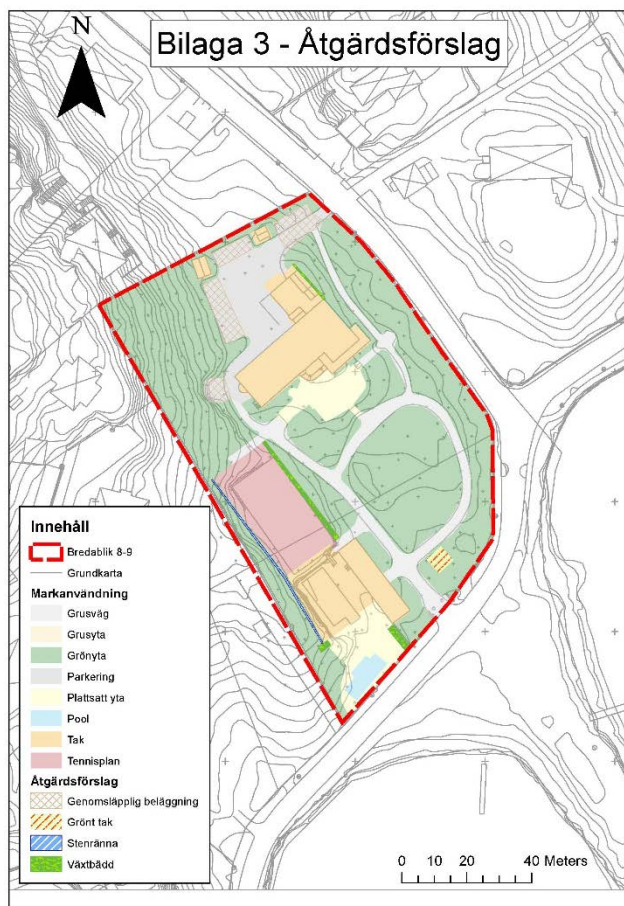 N
Bilaga 3 - Åtgärdsförslag
Innehåll
Bredablik 8-9
Grundkarta
Markanvändning
Grusväg
Grusyta
Grönyta
Parkering
Plattsatt yta
Pool
Tak
Tennisplan
Åtgärdsförslag
Genomsläpplig beläggning
Grönt tak
Stenränna
Växtbädd
0 10 20 40 Meters